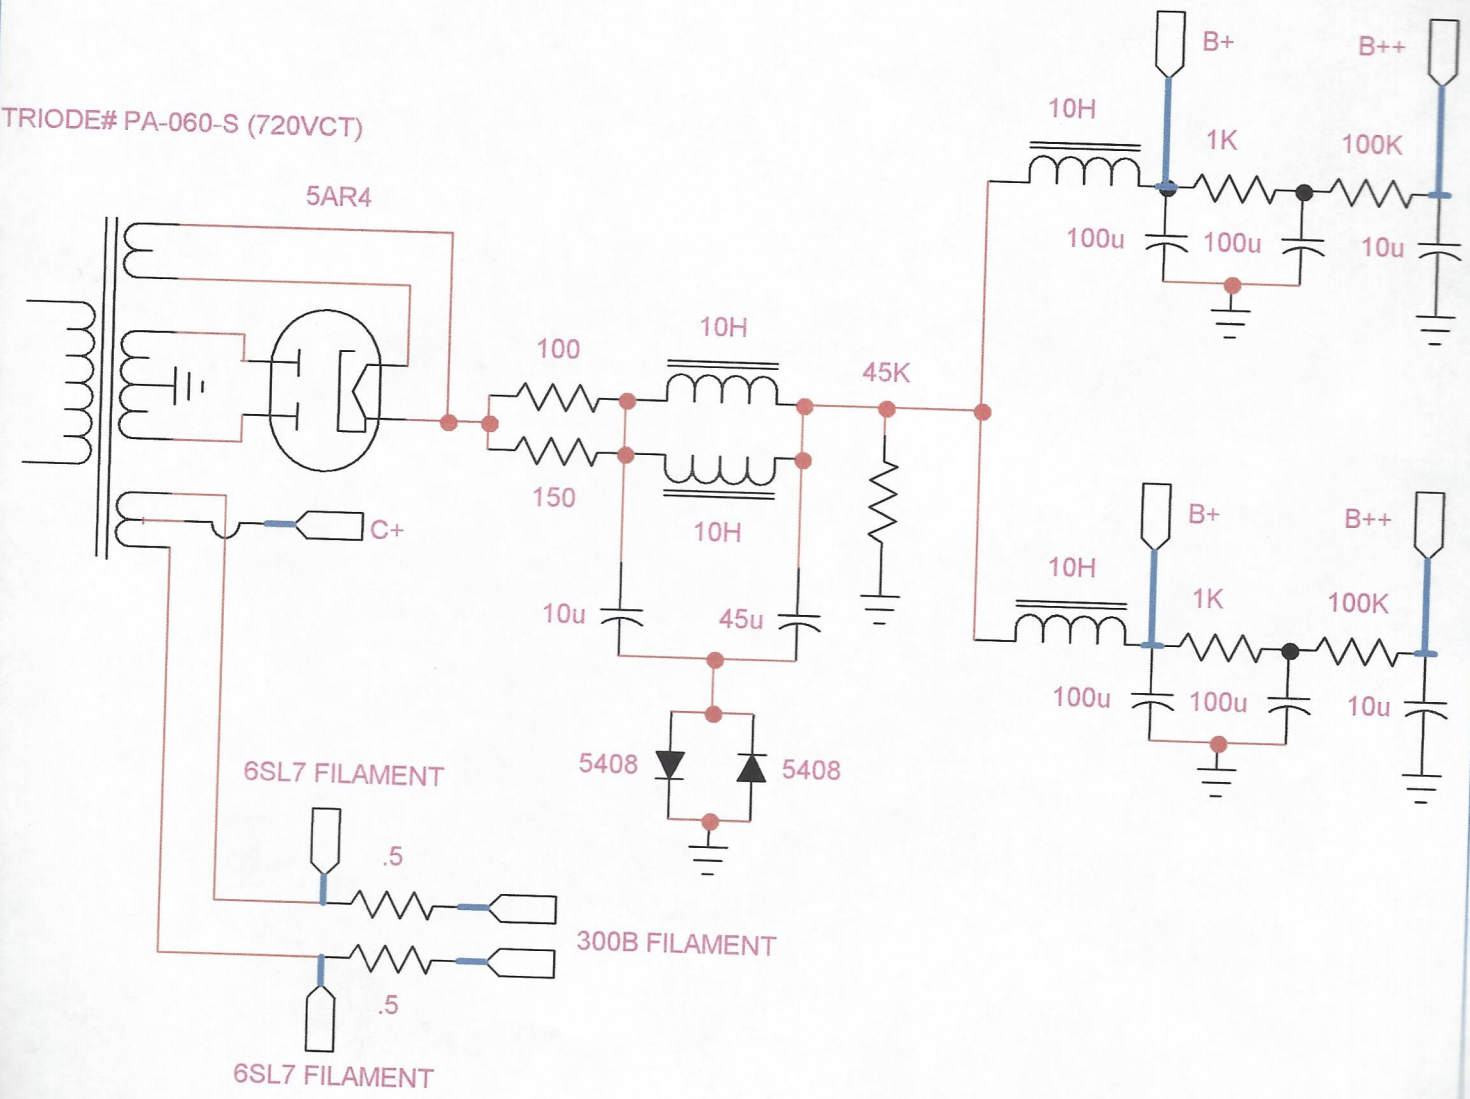 TRIODE# PA-060-S (720VCT)
5AR4
C+
100
150
10H
10H
10u
45u
45K
5408
5408
10H
B+
1K
B++
100K
100u
100u
10u
10H
B+
1K
B++
100K
100u
100u
10u
6SL7 FILAMENT
.5
300B FILAMENT
.5
6SL7 FILAMENT